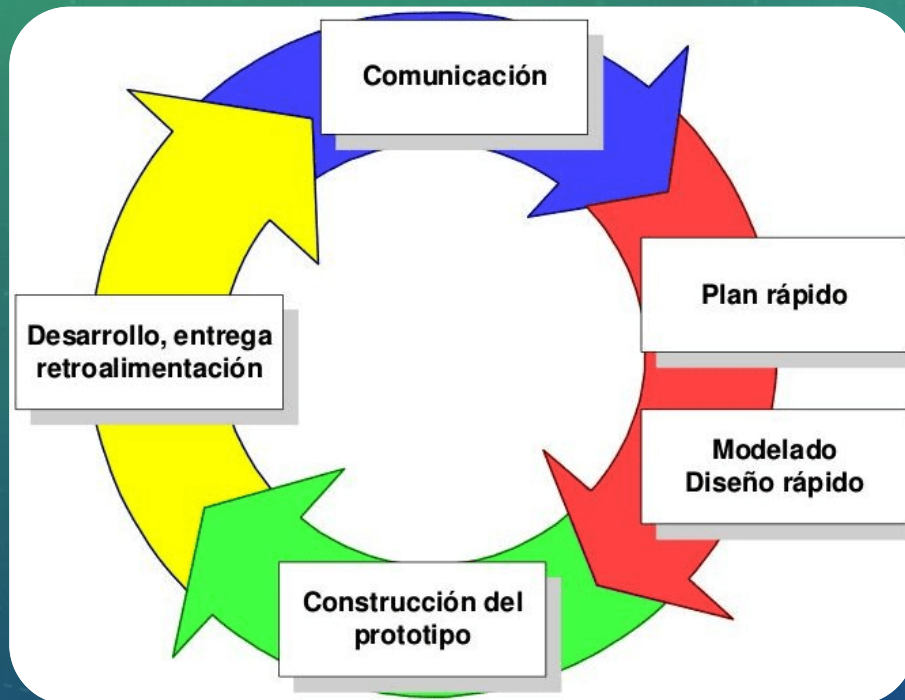 Comunicación
Plan rápido
Modelado
Diseño rápido
Construcción del
prototipo
Desarrollo, entrega
retroalimentación